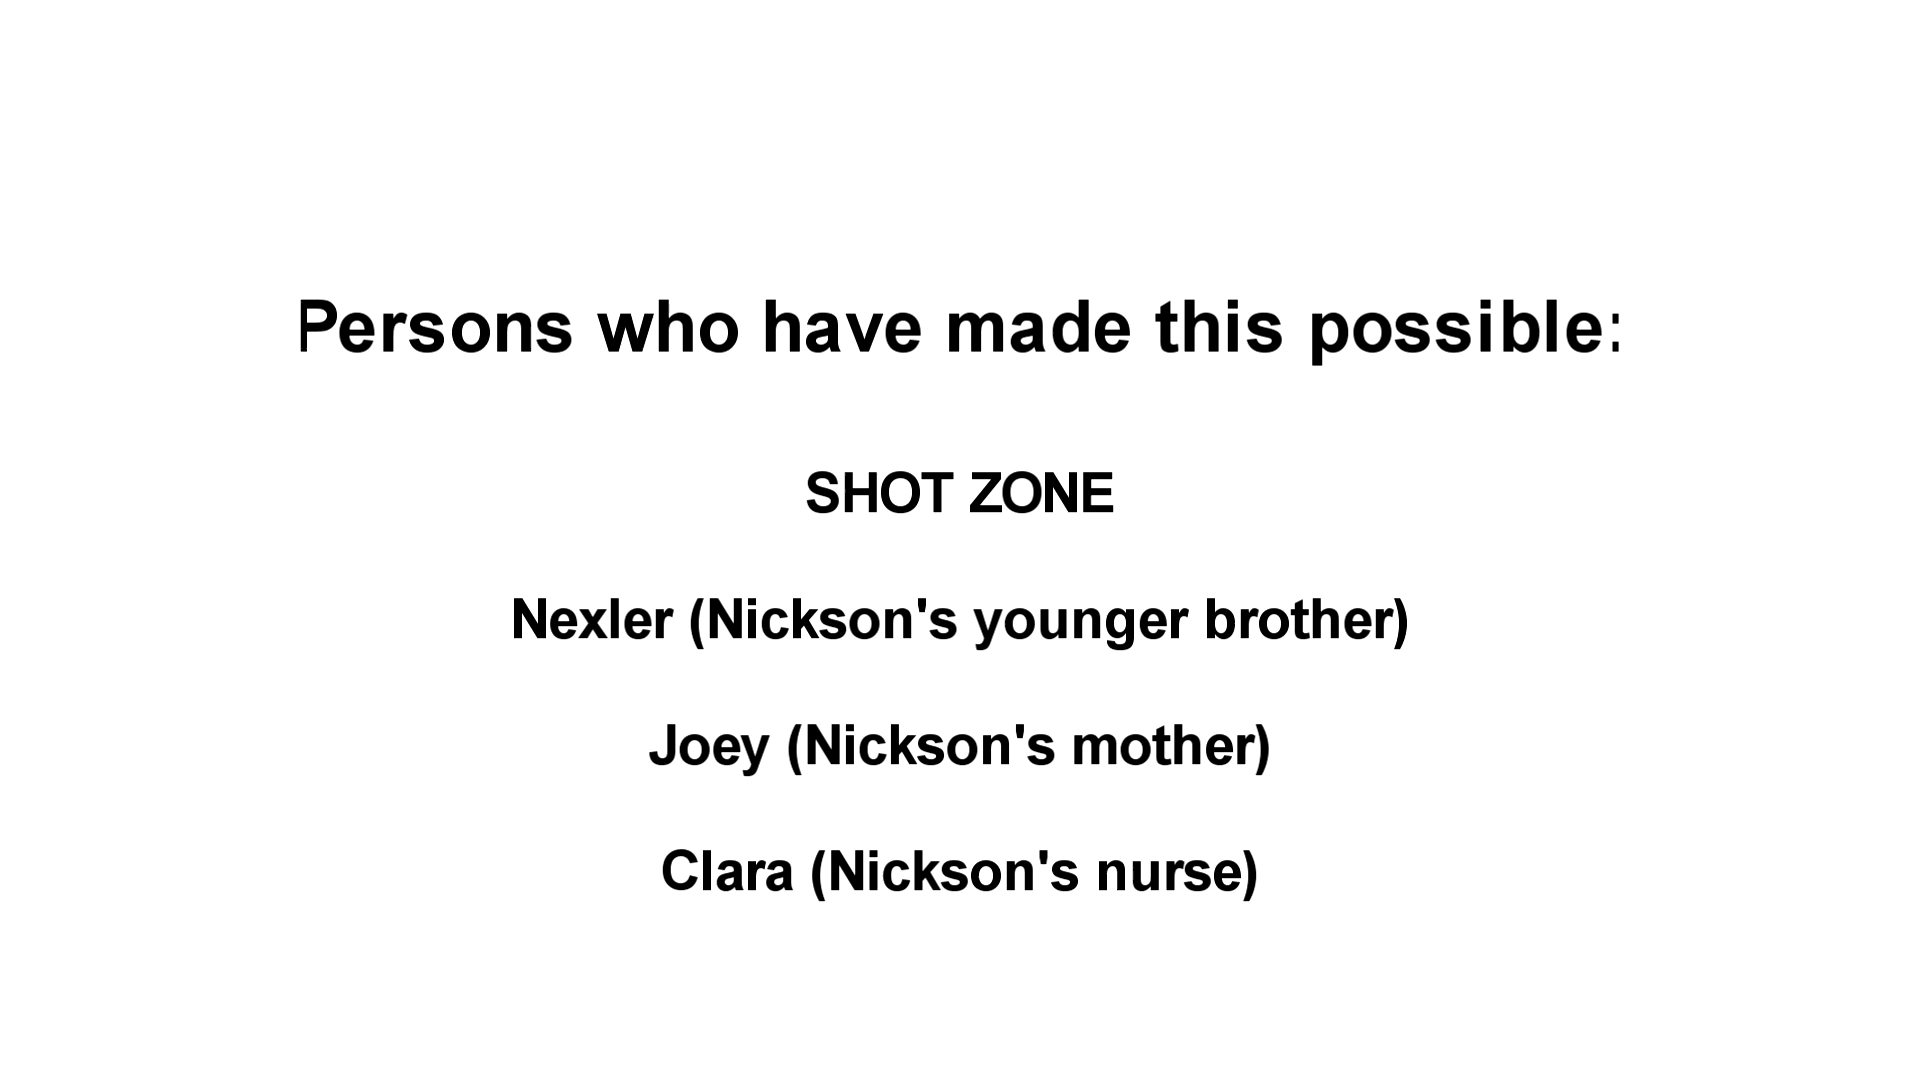 Persons who have made this possible:
SHOT ZONE
Nexler (Nickson's younger brother)
Joey (Nickson's mother)
Clara (Nickson's nurse)